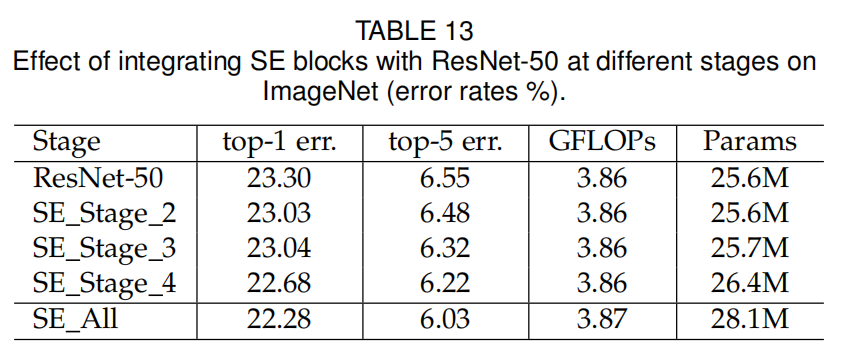 TABLE 13
Effect of integrating SE blocks with ResNet-50 at different stages on
ImageNet (error rates %).
Stage top-1 err. top-5 err. GFLOPs Params
ResNet-50 23.30 6.55 3.86 25.6M
SE_Stage_2 23.03 6.48 3.86 25.6M
SE_Stage_3 23.04 6.32 3.86 25.7M
SE_Stage_4 22.68 6.22 3.86 26.4M
SE_All 22.28 6.03 3.87 28.1M